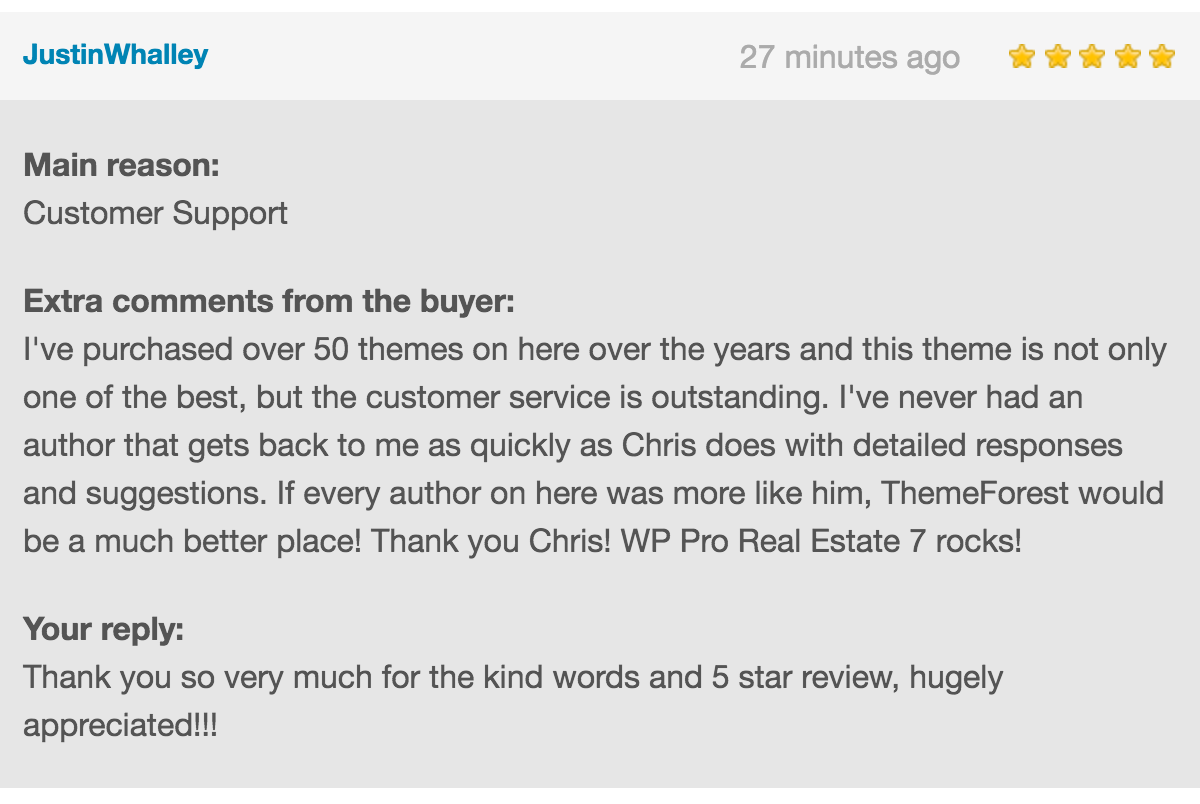 JustinWhalley
27 minutes ago
Main reason:
Customer Support
Extra comments from the buyer:
I've purchased over 50 themes on here over the years and this theme is not only
one of the best, but the customer service is outstanding. I've never had an
author that gets back to me as quickly as Chris does with detailed responses
and suggestions. If every author on here was more like him, ThemeForest would
be a much better place! Thank you Chris! WP Pro Real Estate 7 rocks!
Your reply:
Thank you so very much for the kind words and 5 star review, hugely
appreciated!!!